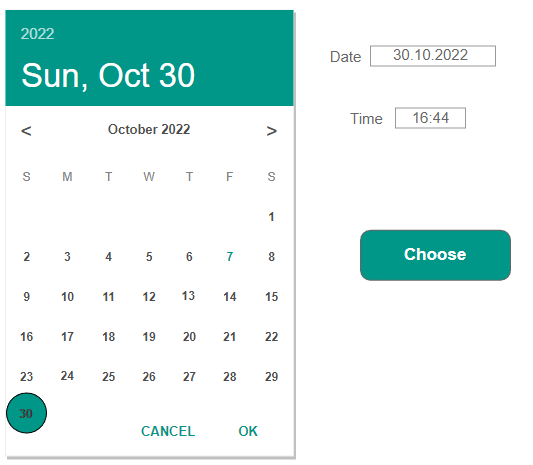 2022
Sun, Oct 30
< October 2022 >
S M T W T F S
1
2 3 4 5 6 7 8
9 10 11 12 13 14 15
16 17 18 19 20 21 22
23 24 25 26 27 28 29
30
CANCEL OK
Date 30.10.2022
Time 16:44
Choose